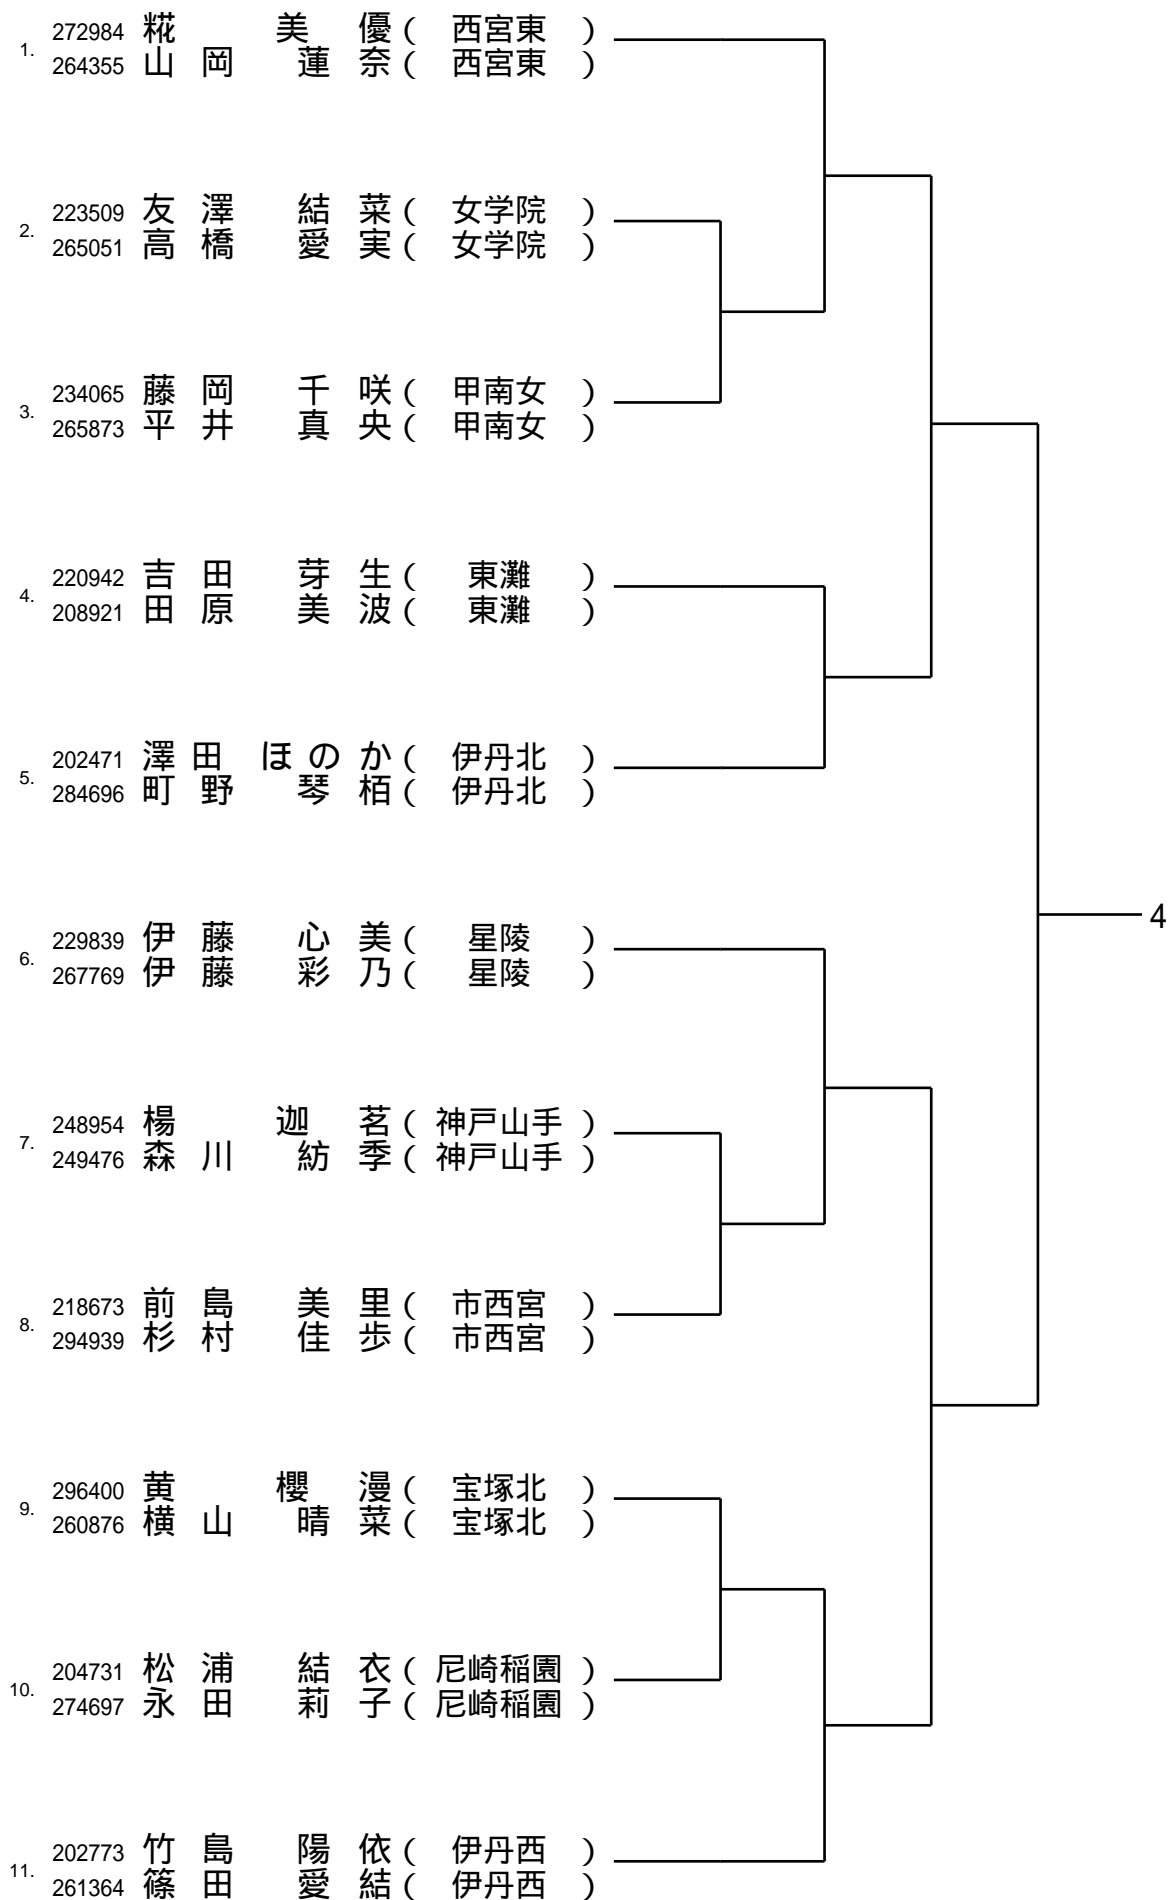 1. 272984 糀 美 優 ( 西宮東 )
264355 山 岡 蓮 奈 ( 西宮東 )
2. 223509 友 澤 結 菜 ( 女学院 )
265051 高 橋 愛 実 ( 女学院 )
3. 234065 藤 岡 千 咲 ( 甲南女 )
265873 平 井 真 央 ( 甲南女 )
4. 220942 吉 田 芽 生 ( 東灘 )
208921 田 原 美 波 ( 東灘 )
5. 202471 澤 田 ほ の か ( 伊丹北 )
284696 町 野 琴 栢 ( 伊丹北 )
6. 229839 伊 藤 心 美 ( 星陵 )
267769 伊 藤 彩 乃 ( 星陵 )
4
7. 248954 楊 迦 茗 ( 神戸山手 )
249476 森 川 紡 季 ( 神戸山手 )
8. 218673 前 島 美 里 ( 市西宮 )
294939 杉 村 佳 歩 ( 市西宮 )
9. 296400 黄 櫻 漫 ( 宝塚北 )
260876 横 山 晴 菜 ( 宝塚北 )
10. 204731 松 浦 結 衣 ( 尼崎稲園 )
274697 永 田 莉 子 ( 尼崎稲園 )
11. 202773 竹 島 陽 依 ( 伊丹西 )
261364 篠 田 愛 結 ( 伊丹西 )